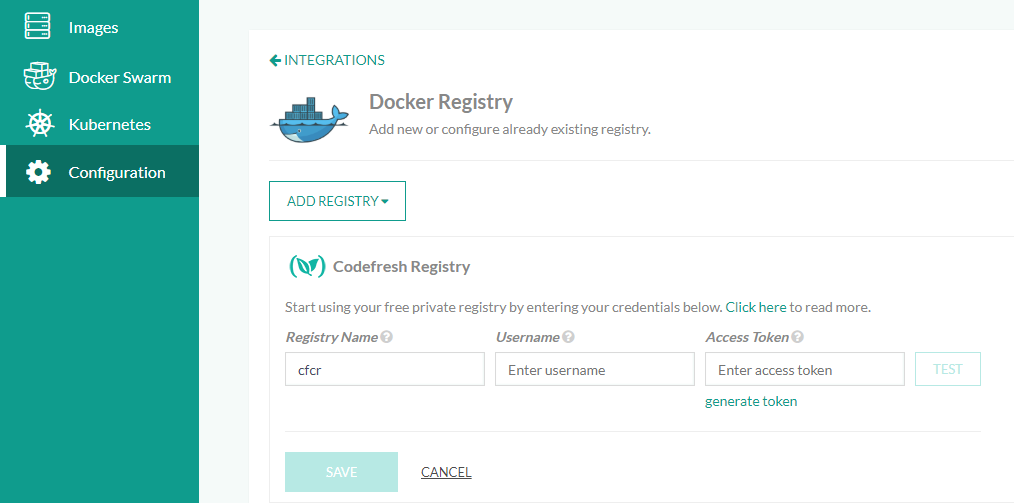 Images
Docker Swarm
Kubernetes
Configuration
INTEGRATIONS
Docker Registry
Add new or configure already existing registry.
ADD REGISTRY
Codefresh Registry
Start using your free private registry by entering your credentials below. Click here to read more.
Registry Name ? Username ? Access Token ?
cfcr Enter username Enter access token TEST
generate token
SAVE CANCEL